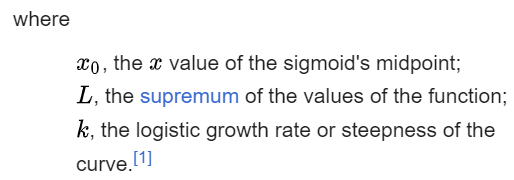 where
x₀, the x value of the sigmoid's midpoint;
L, the supremum of the values of the function;
k, the logistic growth rate or steepness of the
curve.[1]